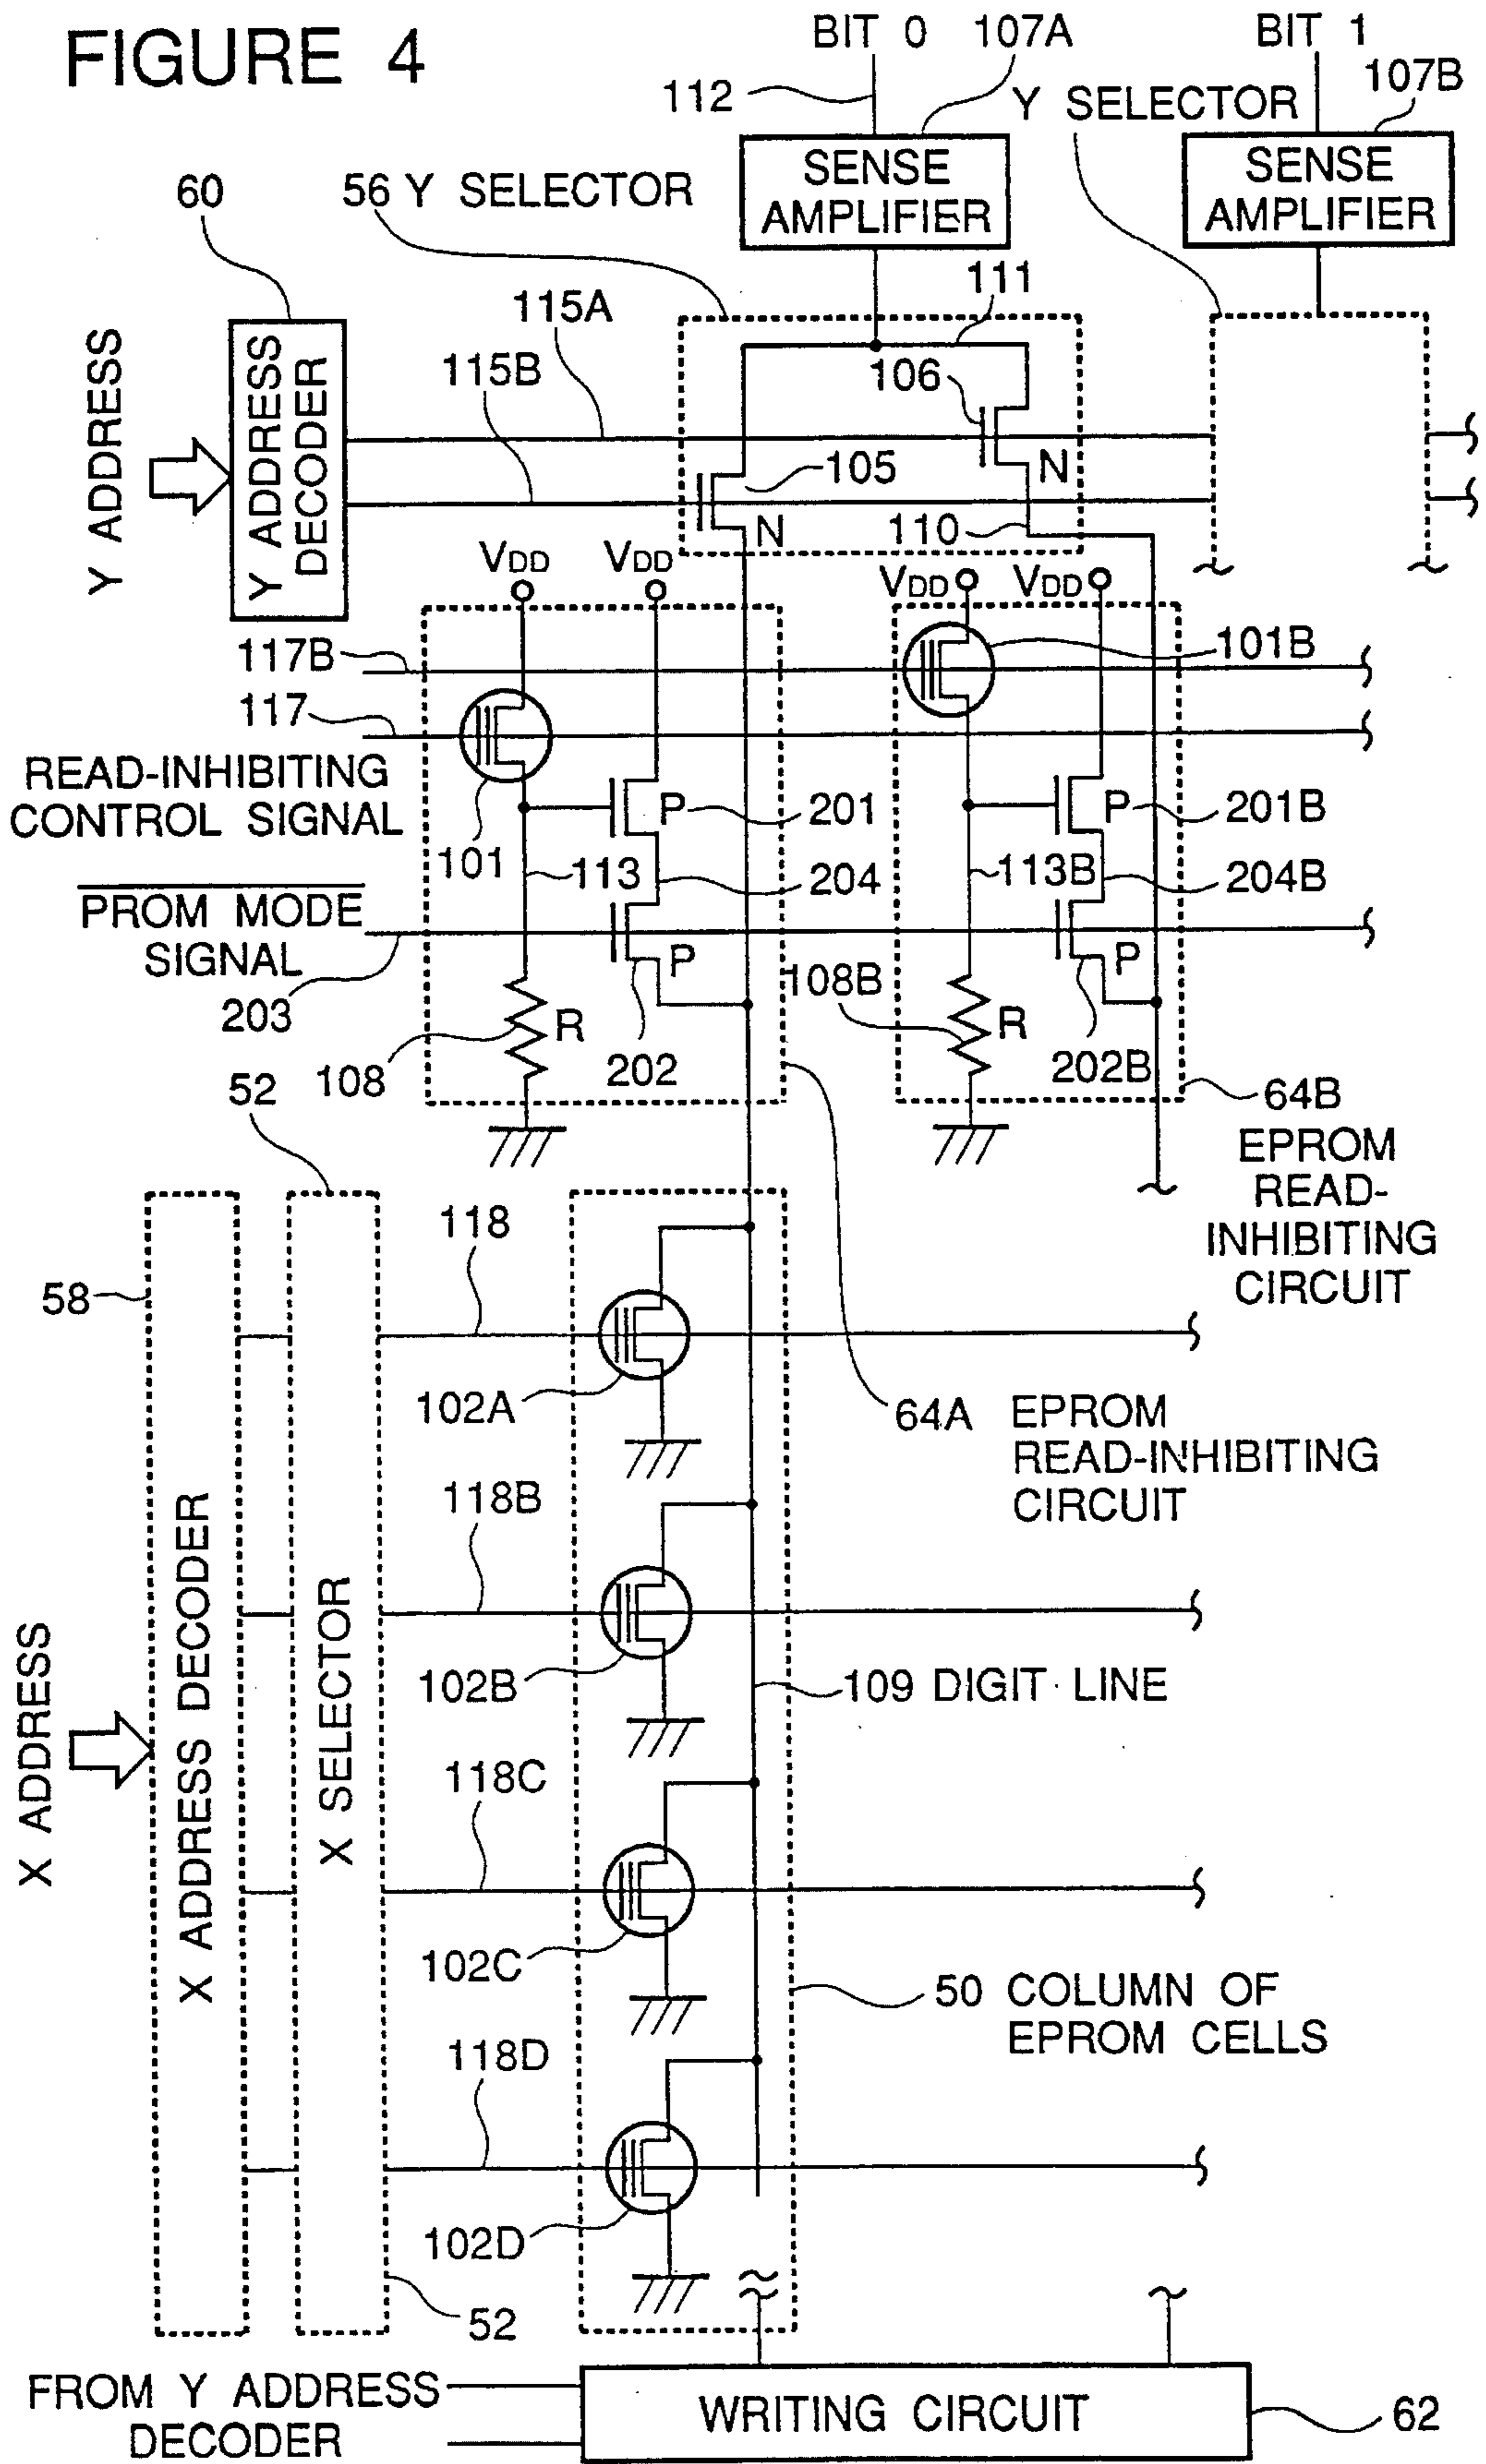 FIGURE 4
BIT 0 107A
BIT 1
112
Y SELECTOR
107B
SENSE
AMPLIFIER
SENSE
AMPLIFIER
60
56 Y SELECTOR
111
115A
106
115B
Y ADDRESS
Y ADDRESS
DECODER
105
N
N
110
VDD
VDD
VDD
VDD
117B
101B
117
READ-INHIBITING
CONTROL SIGNAL
P
201
P
201B
101
113
204
113B
204B
PROM MODE
SIGNAL
P
P
203
108B
R
R
108
202
202B
52
64B
EPROM
READ-
INHIBITING
CIRCUIT
118
58
102A
64A EPROM
READ-INHIBITING
CIRCUIT
118B
X ADDRESS
X ADDRESS DECODER
X SELECTOR
102B
109 DIGIT LINE
118C
102C
50 COLUMN OF
EPROM CELLS
118D
102D
52
FROM Y ADDRESS
DECODER
WRITING CIRCUIT
62